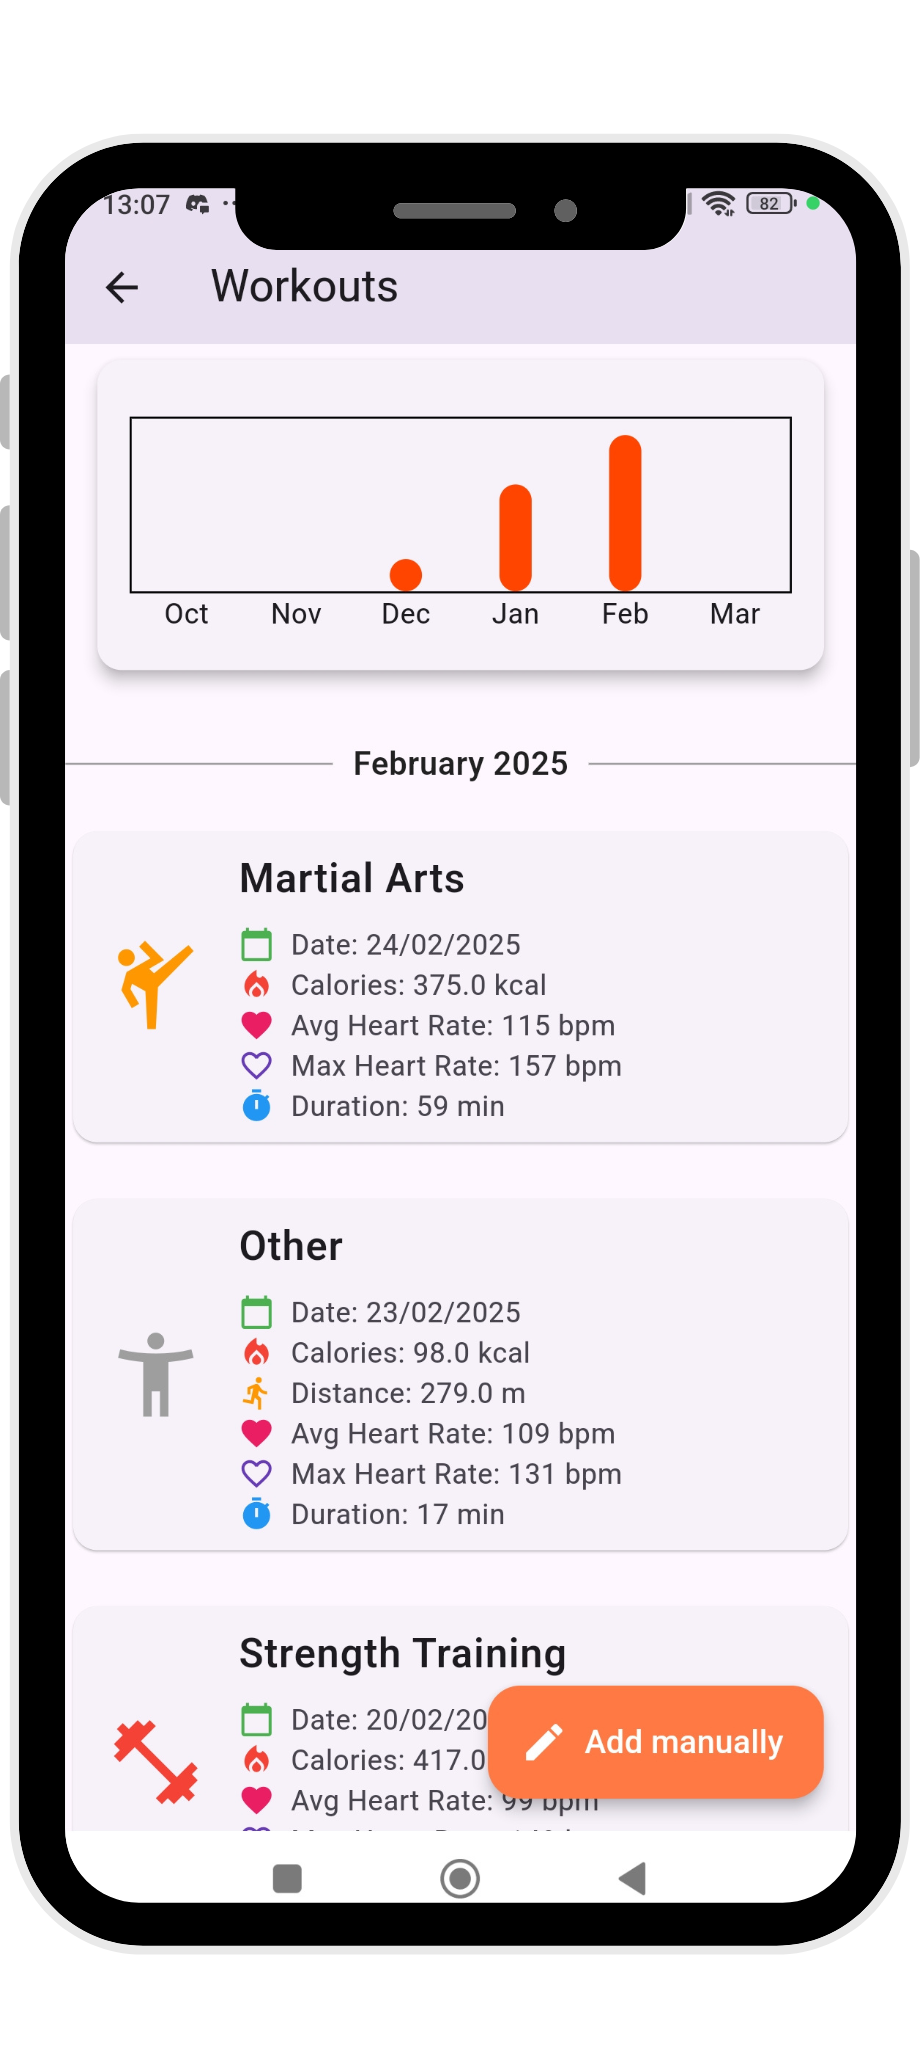 13:07
82
Workouts
Oct Nov Dec Jan Feb Mar
February 2025
Martial Arts
Date: 24/02/2025
Calories: 375.0 kcal
Avg Heart Rate: 115 bpm
Max Heart Rate: 157 bpm
Duration: 59 min
Other
Date: 23/02/2025
Calories: 98.0 kcal
Distance: 279.0 m
Avg Heart Rate: 109 bpm
Max Heart Rate: 131 bpm
Duration: 17 min
Strength Training
Date: 20/02/20
Calories: 417.0
Add manually
Avg Heart Rate: 99 bpm